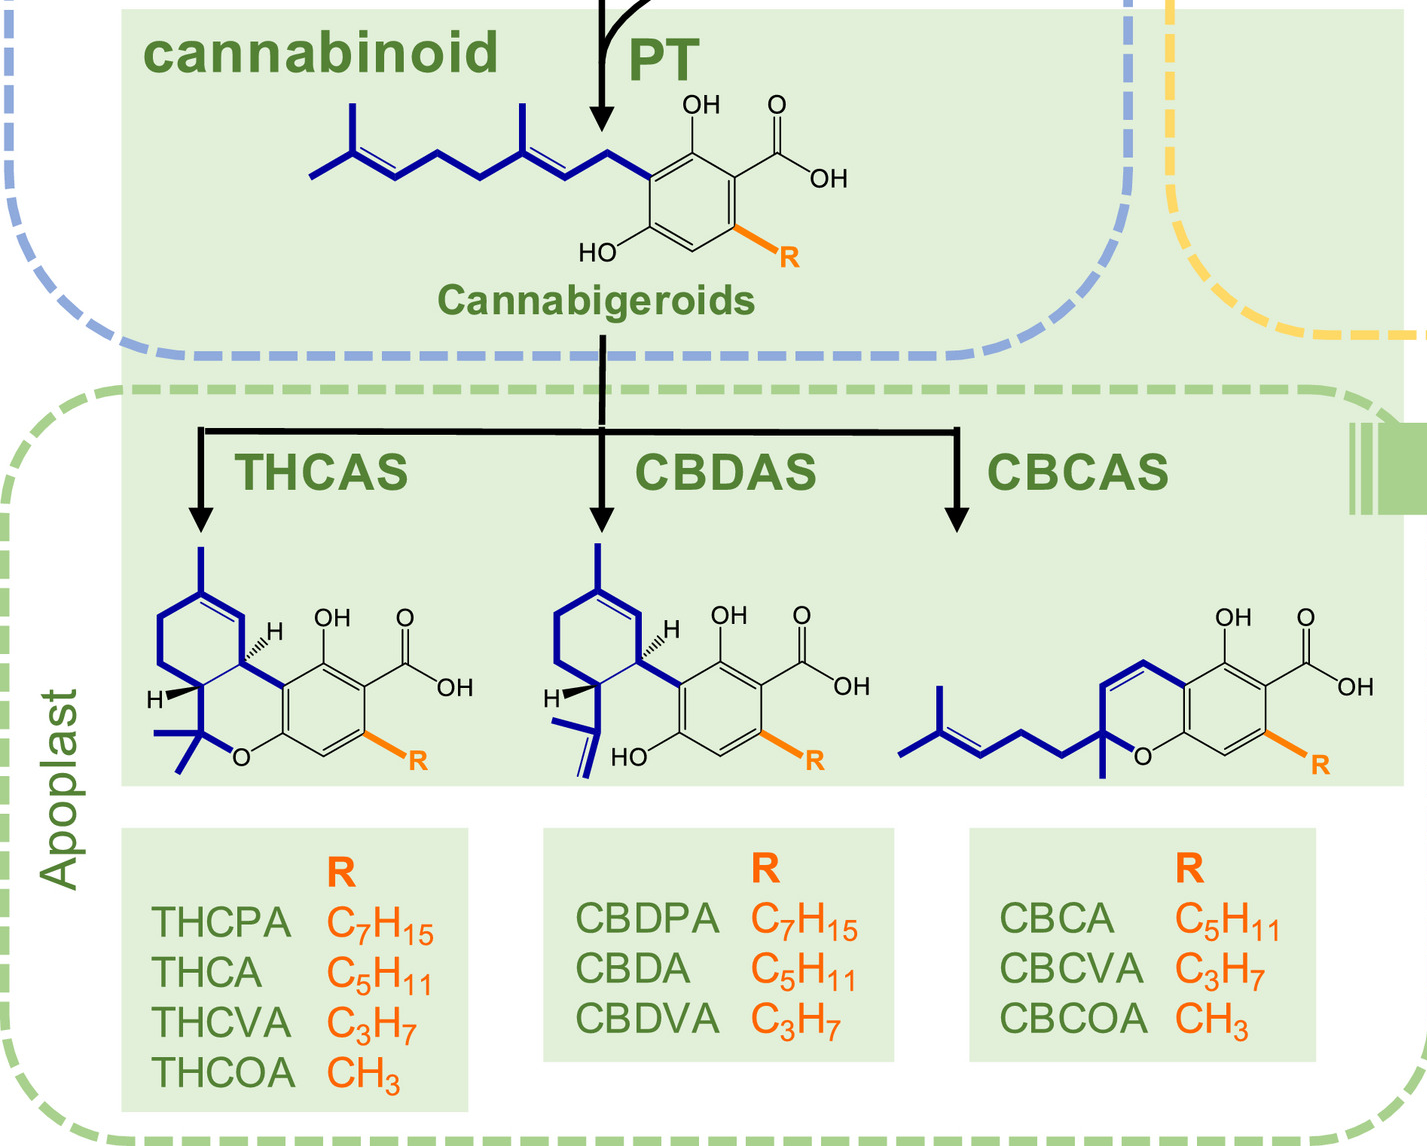 cannabinoid
PT
OH
O
OH
HO
R
Cannabigeroids
THCAS
CBDAS
CBCAS
H
OH
O
OH
H
O
R
H
OH
O
OH
H
HO
R
OH
O
OH
O
R
Apoplast
R
THCPA C₇H₁₅
THCA C₅H₁₁
THCVA C₃H₇
THCOA CH₃
R
CBDPA C₇H₁₅
CBDA C₅H₁₁
CBDVA C₃H₇
R
CBCA C₅H₁₁
CBCVA C₃H₇
CBCOA CH₃